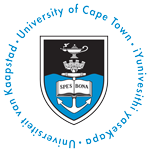 University of Cape Town · iYunivesithi yaseKapa · Universiteit van Kaapstad ·
SPES BONA